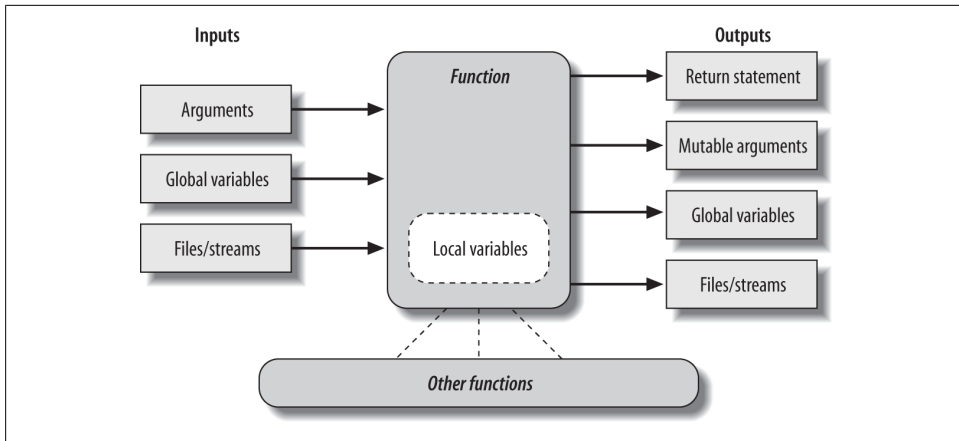 Inputs
Outputs
Function
Arguments
Global variables
Files/streams
Local variables
Return statement
Mutable arguments
Global variables
Files/streams
Other functions